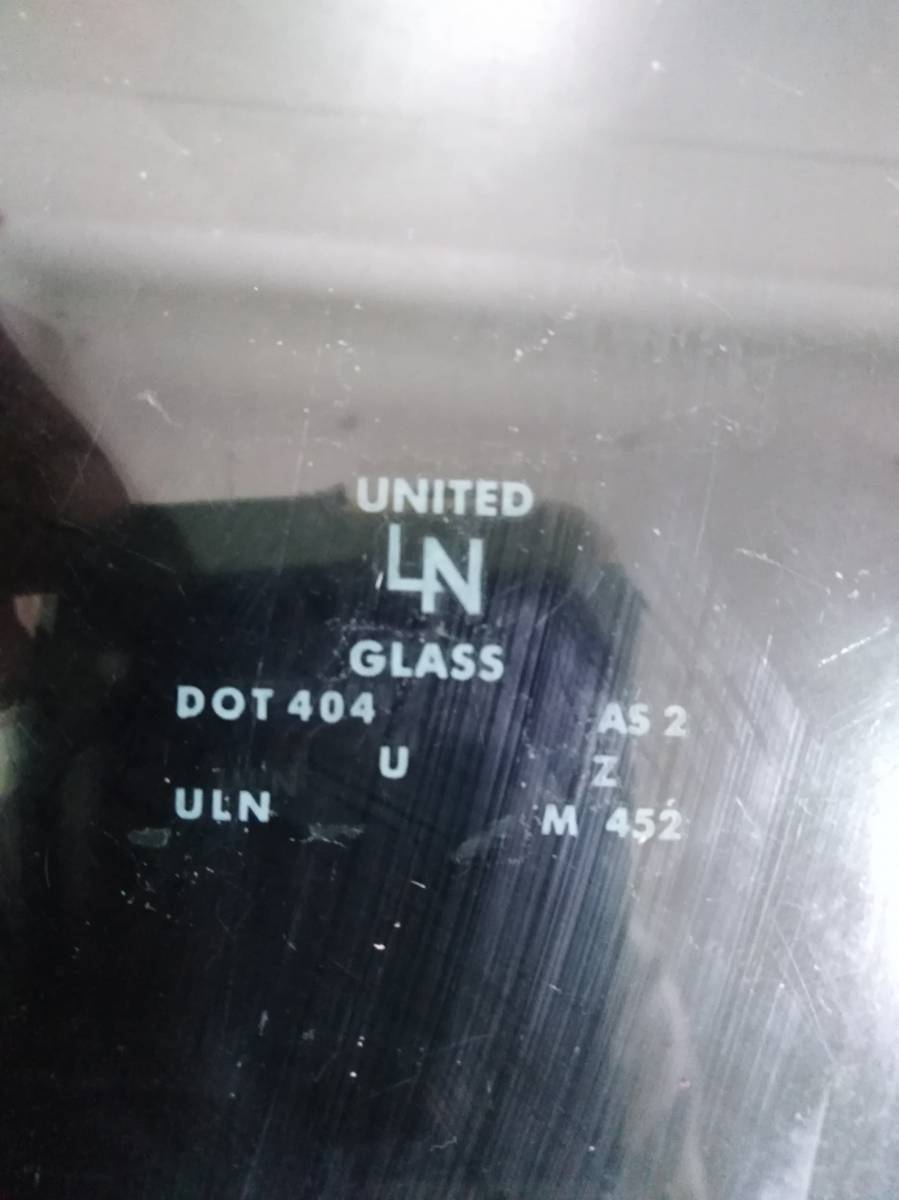 UNITED
LN
GLASS
DOT 404 AS 2
U Z
ULN M 452